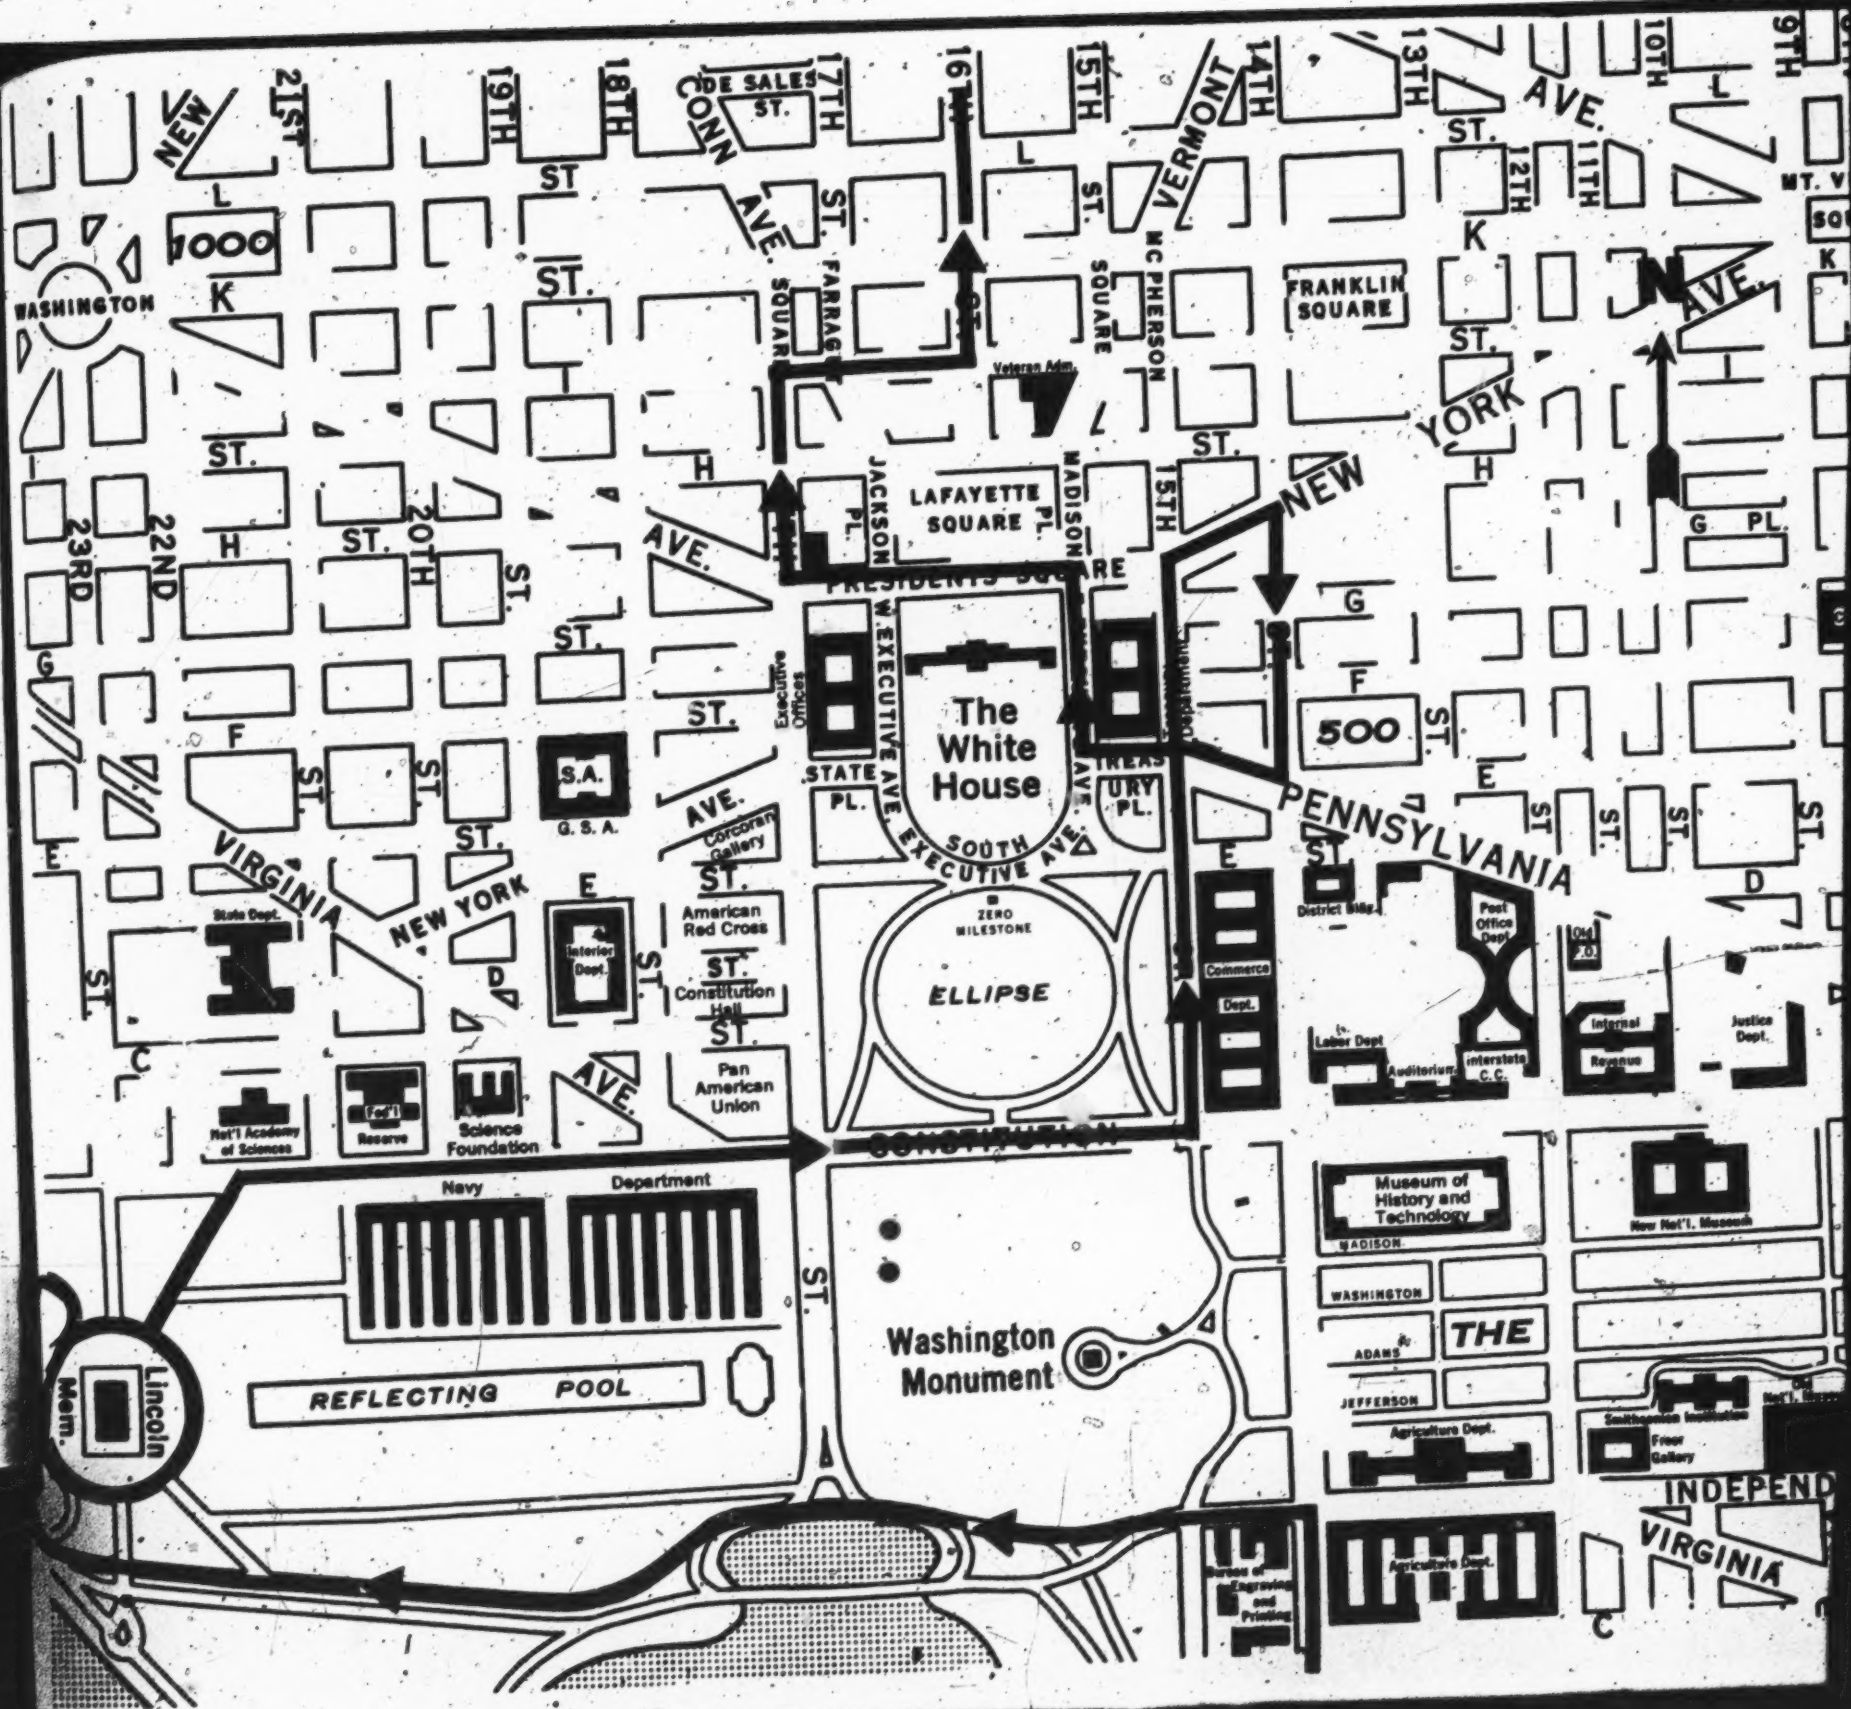 21ST
19TH
18TH
CONN
DE SALES
ST.
17TH
16TH
15TH
VERMONT
14TH
13TH
AVE.
10TH
9TH
L
NEW
L
ST
AVE.
ST.
L
ST.
ST.
12TH
11TH
MT. V
SQU
1000
K
ST.
WASHINGTON
SQUARE
FARRAGUT
ST.
SQUARE
MC PHERSON
FRANKLIN
SQUARE
K
ST.
N
AVE.
K
I
I
Veteran Adm.
YORK
I
ST.
H
ST.
NEW
H
23RD
22ND
H
ST.
20TH
ST.
AVE.
PL.
JACKSON
LAFAYETTE
SQUARE
PL.
MADISON
15TH
G
PL.
PRESIDENTS SQUARE
G
G
ST.
Executive
Offices
W. EXECUTIVE AVE.
The
White
House
AVE.
Department
F
500
ST.
F
ST.
ST.
ST.
S.A.
G. S. A.
STATE
PL.
TREAS
URY
PL.
SOUTH
EXECUTIVE AVE.
E
PENNSYLVANIA
ST
ST.
ST.
ST.
E
VIRGINIA
ST.
AVE.
Corcoran
Gallery
ST.
E
ST
D
NEW YORK
E
State Dept.
Interior
Dept.
ST.
American
Red Cross
ST.
Constitution
Hall
ST.
ZERO
MILESTONE
ELLIPSE
Commerce
Dept.
District Bldg.
Post
Office
Dept.
Old
P.O.
ST.
D
C
Labor Dept
Auditorium
Interstate
C.C.
Internal
Revenue
Justice
Dept.
Nat'l Academy
of Sciences
Fed'l
Reserve
Science
Foundation
AVE.
Pan
American
Union
CONSTITUTION
Navy
Department
Museum of
History and
Technology
New Nat'l. Museum
MADISON
WASHINGTON
ADAMS
THE
JEFFERSON
ST.
Washington
Monument
REFLECTING POOL
Lincoln
Mem.
Old
Nat'l.
Smithsonian Institution
Freer
Gallery
Agriculture Dept.
INDEPEND
VIRGINIA
Bureau of
Engraving
and
Printing
Agriculture Dept.
C